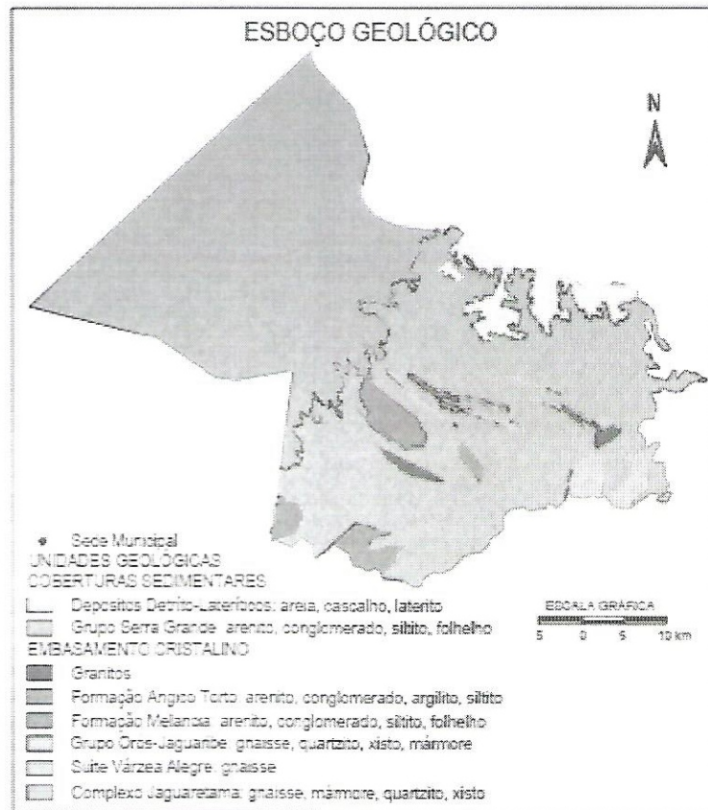 ESBOÇO GEOLÓGICO
N
Sede Municipal
UNIDADES GEOLÓGICAS
COBERTURAS SEDIMENTARES
Depósitos Detrito-Lateríticos: areia, cascalho, laterito
Grupo Serra Grande: arenito, conglomerado, siltito, folhelho
EMBASAMENTO CRISTALINO
Granitos
Formação Angico Torto: arenito, conglomerado, argilito, siltito
Formação Melancia: arenito, conglomerado, siltito, folhelho
Grupo Orós-Jaguaribe: gnaisse, quartzito, xisto, mármore
Suíte Várzea Alegre: gnaisse
Complexo Jaguaretama: gnaisse, mármore, quartzito, xisto
ESCALA GRÁFICA
5 0 5 10 km